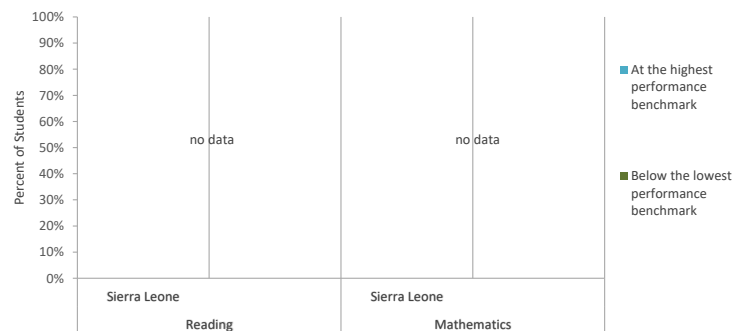 100%
90%
80%
70%
60%
50%
40%
30%
20%
10%
0%
Percent of Students
no data
no data
Sierra Leone
Sierra Leone
Reading
Mathematics
At the highest
performance
benchmark
Below the lowest
performance
benchmark